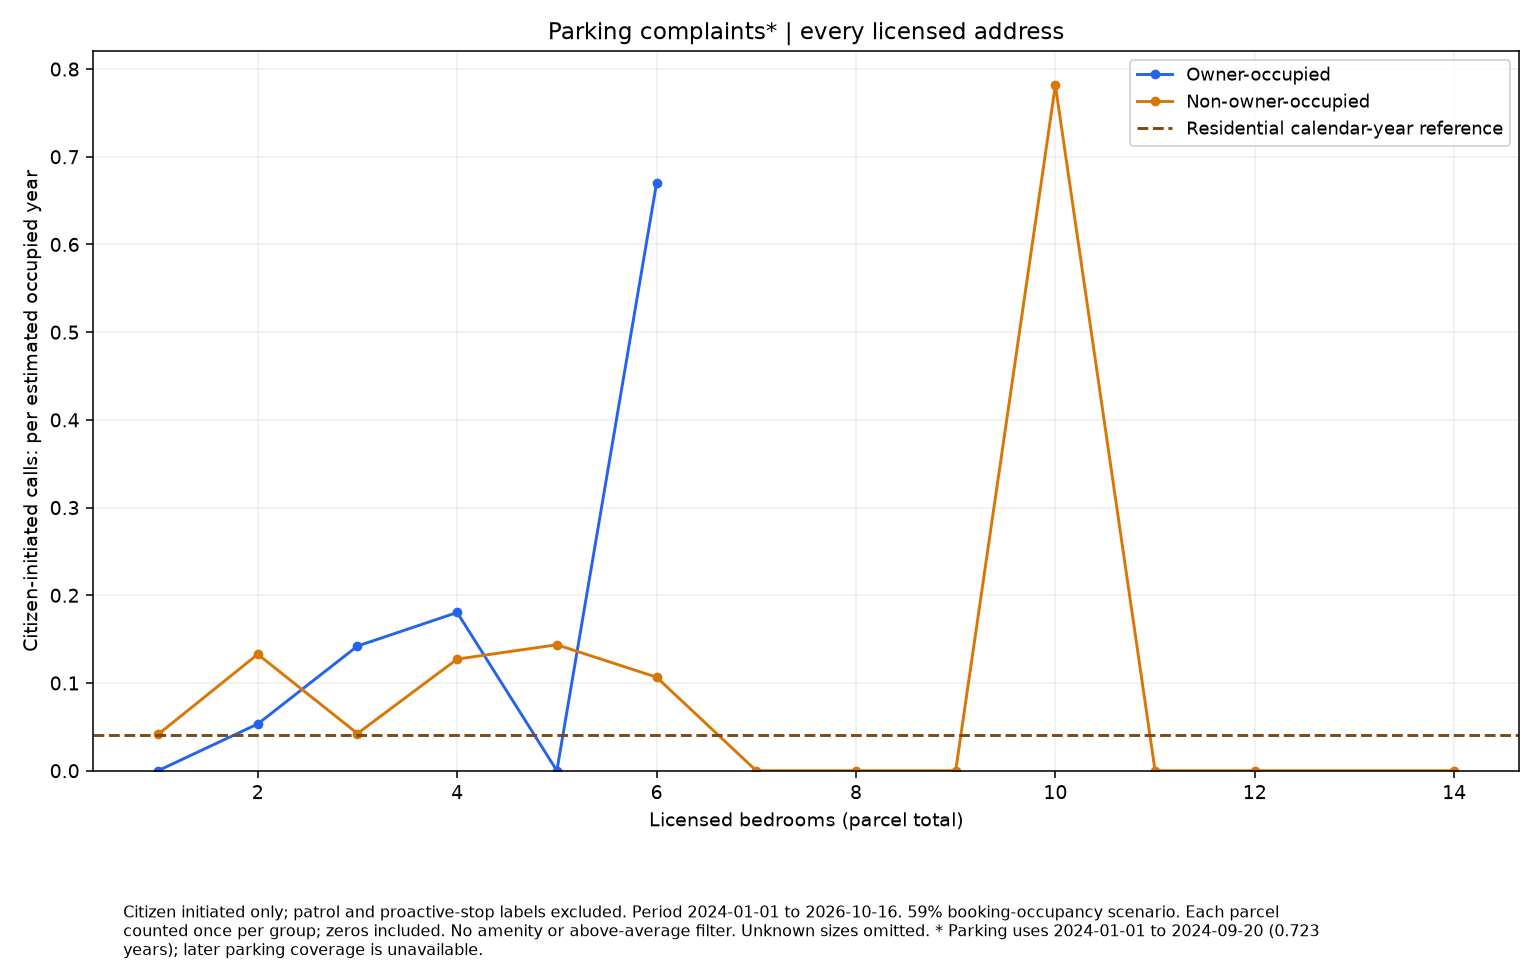 Parking complaints* | every licensed address
Owner-occupied
Non-owner-occupied
Residential calendar-year reference
Citizen-initiated calls: per estimated occupied year
0.8
0.7
0.6
0.5
0.4
0.3
0.2
0.1
0.0
2 4 6 8 10 12 14
Licensed bedrooms (parcel total)
Citizen initiated only; patrol and proactive-stop labels excluded. Period 2024-01-01 to 2026-10-16. 59% booking-occupancy scenario. Each parcel
counted once per group; zeros included. No amenity or above-average filter. Unknown sizes omitted. * Parking uses 2024-01-01 to 2024-09-20 (0.723
years); later parking coverage is unavailable.